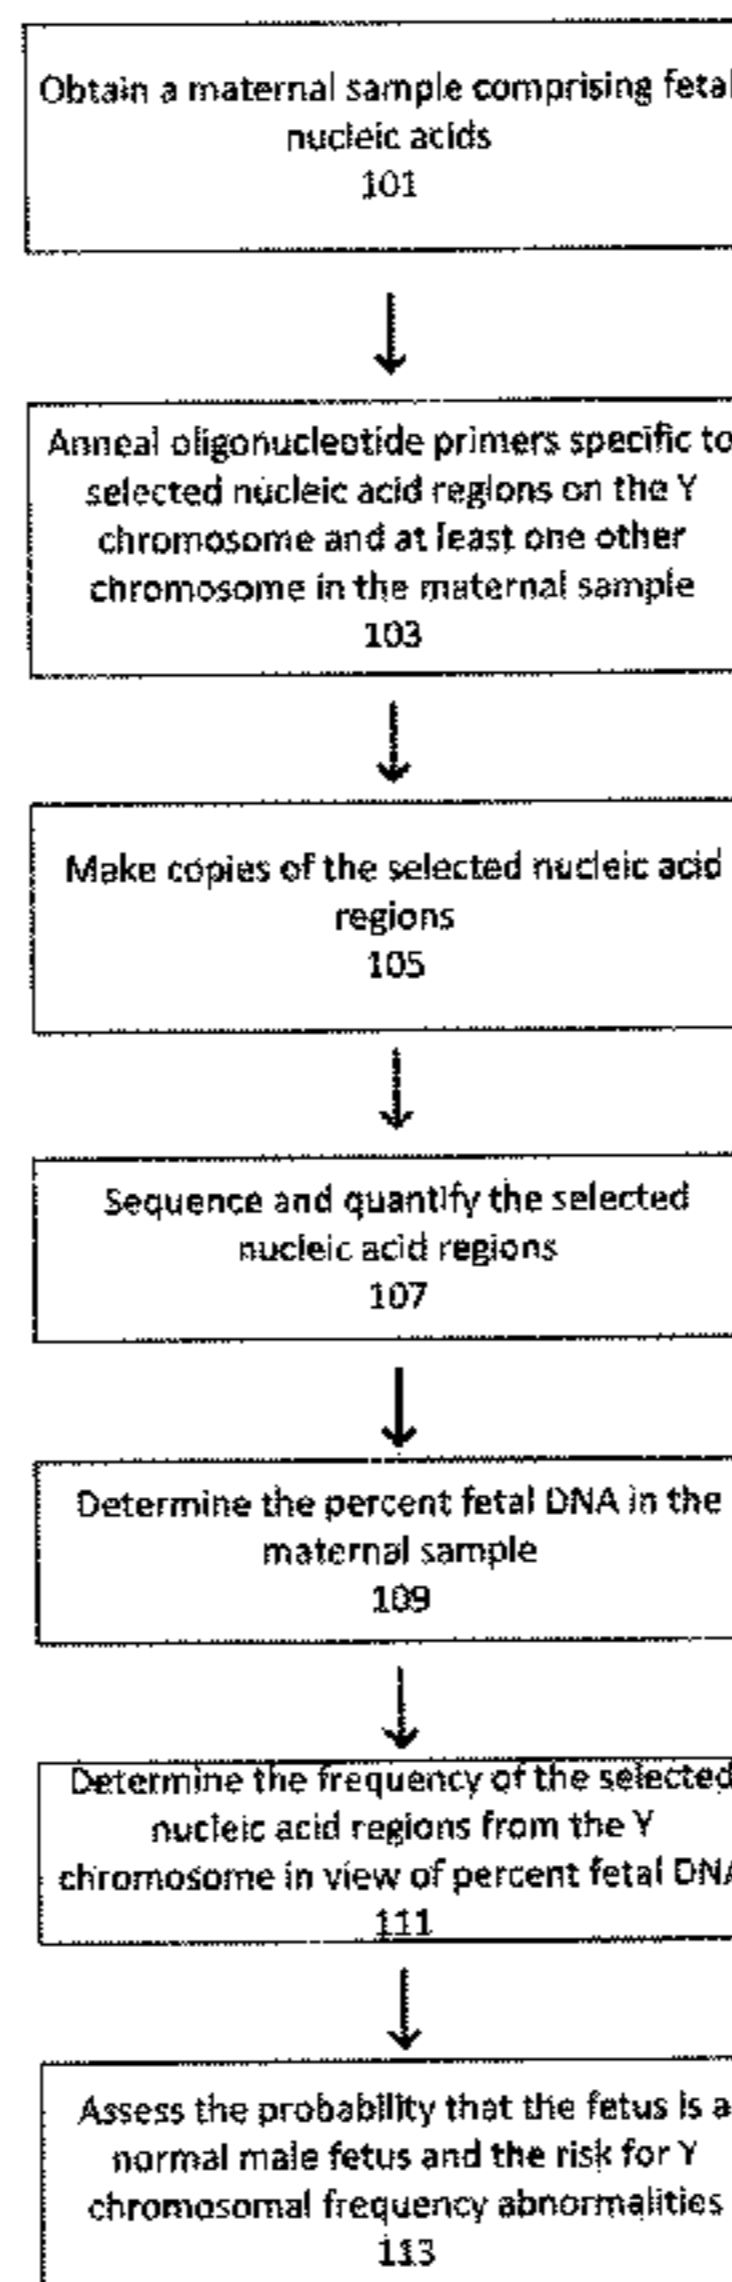 Obtain a maternal sample comprising fetal
nucleic acids
101
Anneal oligonucleotide primers specific to
selected nucleic acid regions on the Y
chromosome and at least one other
chromosome in the maternal sample
103
Make copies of the selected nucleic acid
regions
105
Sequence and quantify the selected
nucleic acid regions
107
Determine the percent fetal DNA in the
maternal sample
109
Determine the frequency of the selected
nucleic acid regions from the Y
chromosome in view of percent fetal DNA
111
Assess the probability that the fetus is a
normal male fetus and the risk for Y
chromosomal frequency abnormalities
113